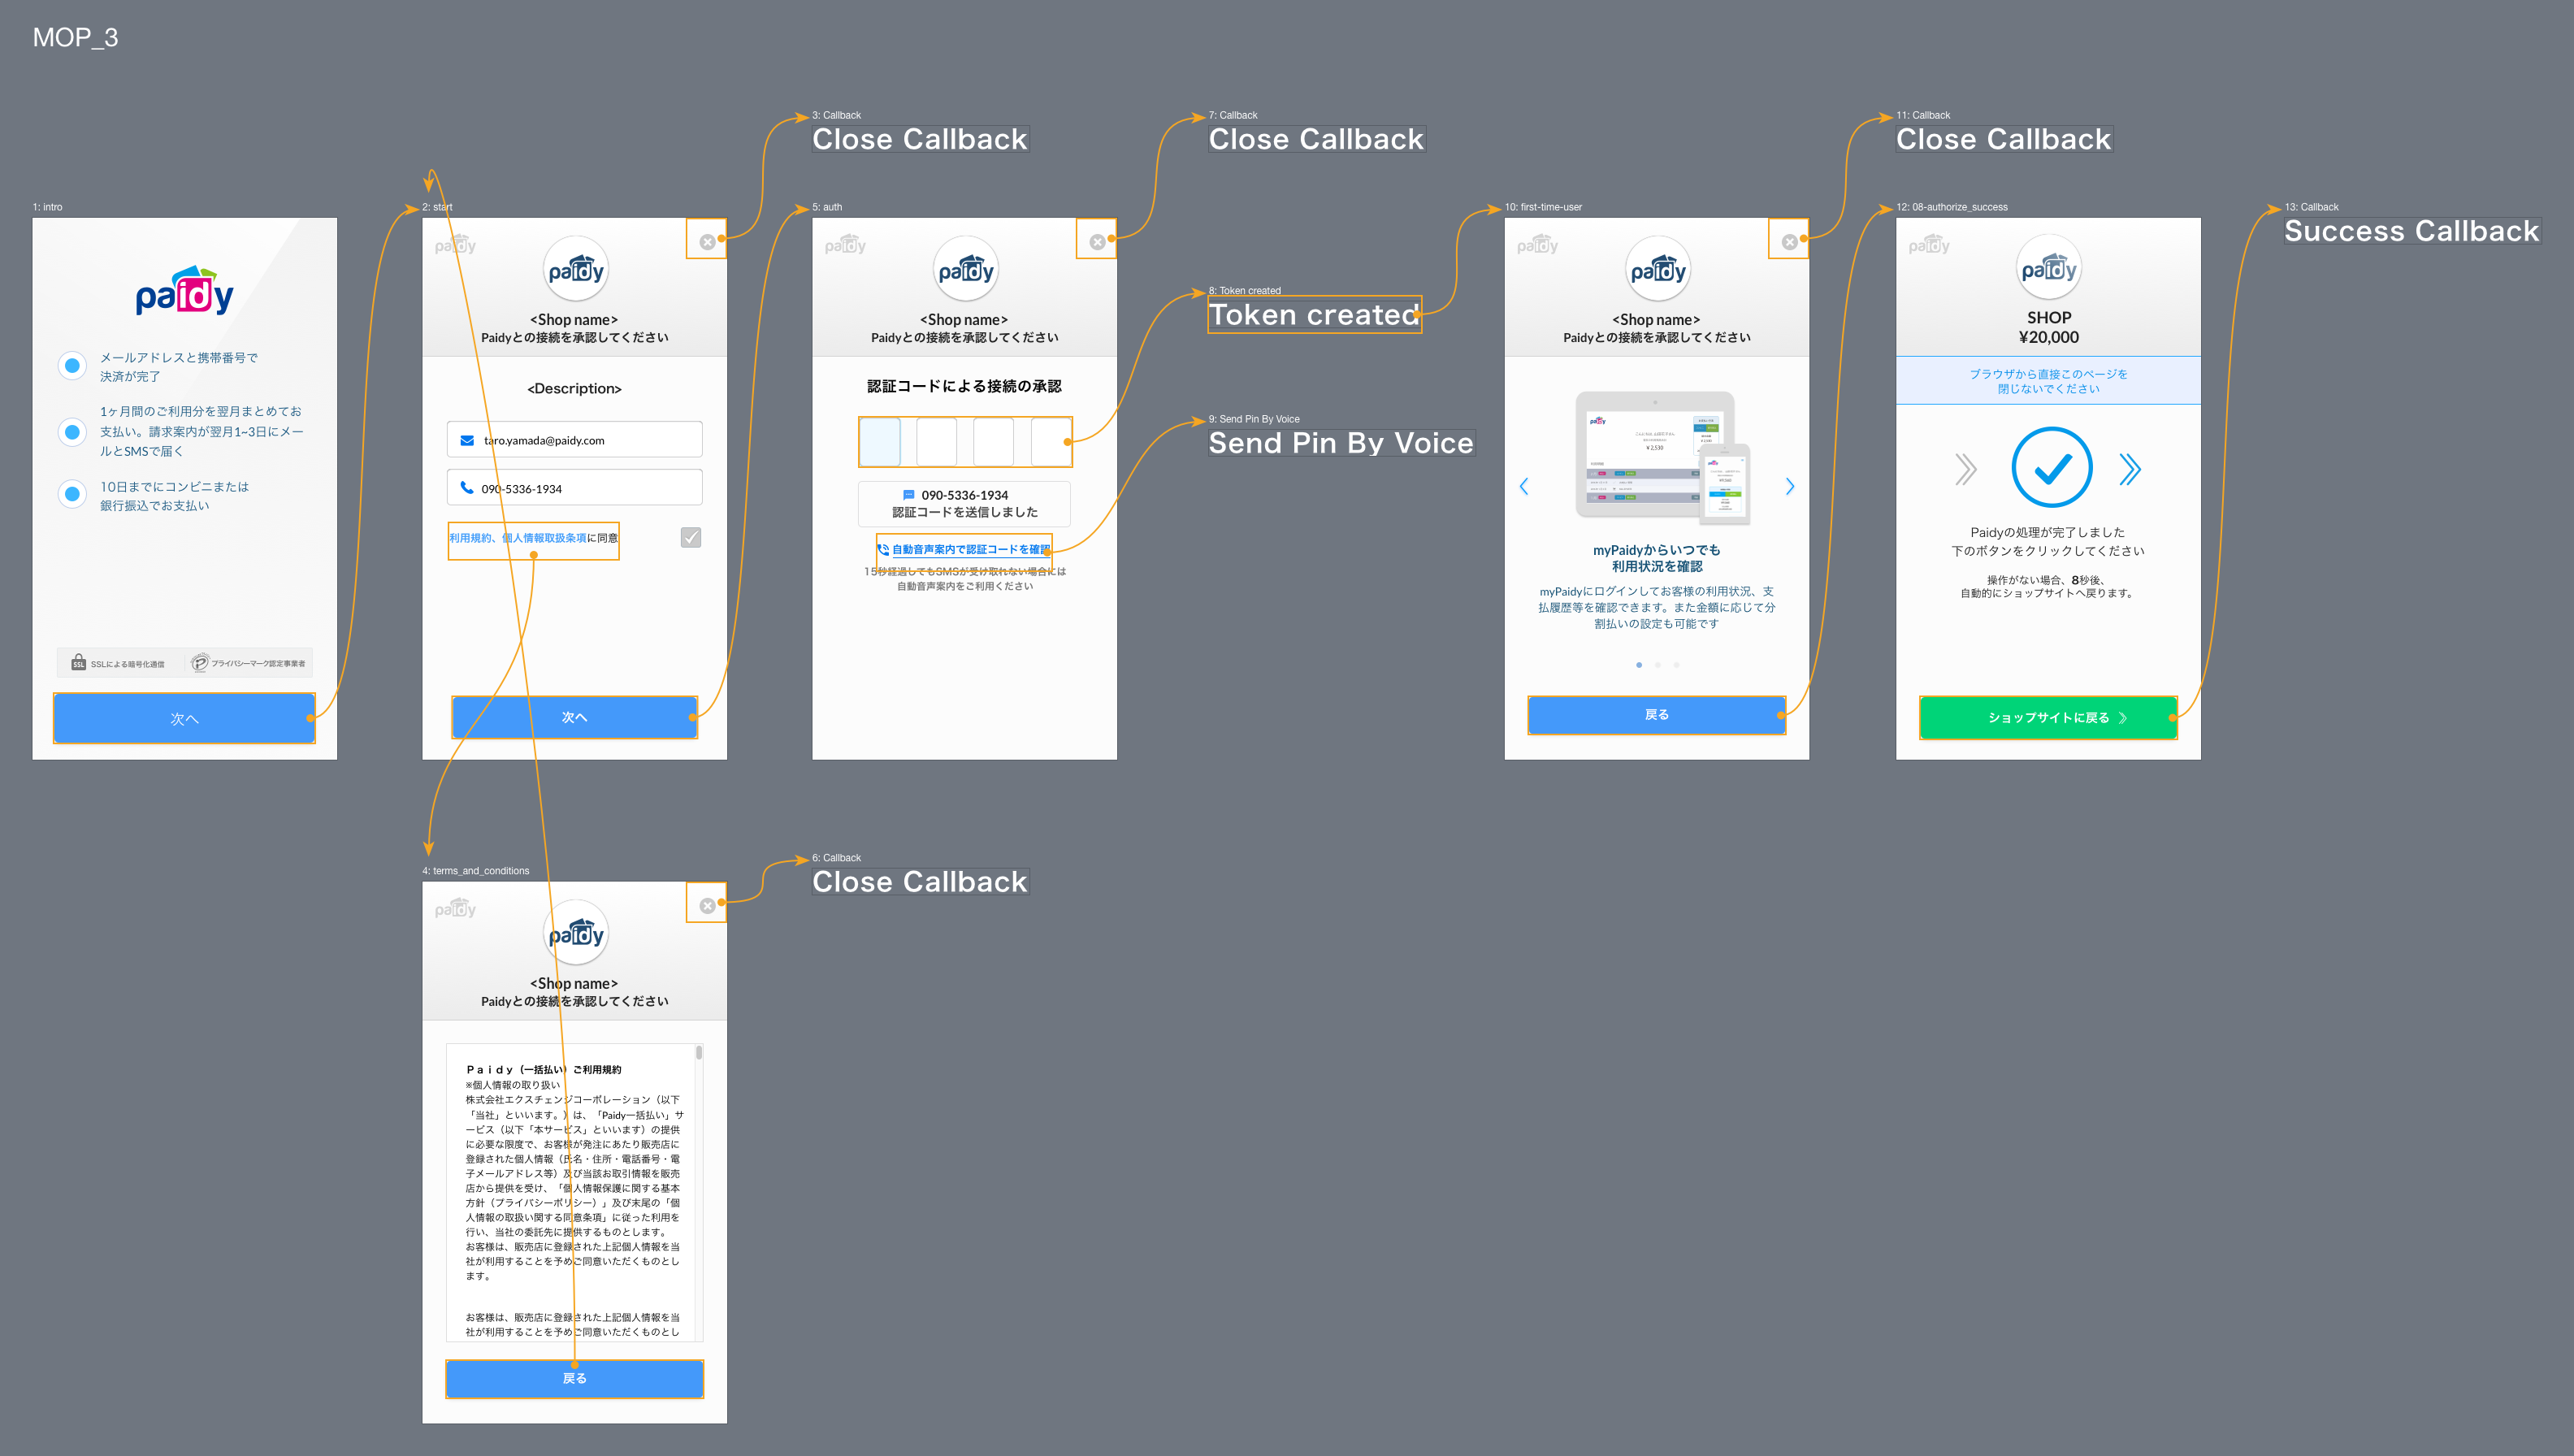 MOP_3
1: intro
paidy
メールアドレスと携帯番号で
決済が完了
1ヶ月間のご利用分を翌月まとめてお
支払い。請求案内が翌月1~3日にメー
ルとSMSで届く
10日までにコンビニまたは
銀行振込でお支払い
SSL
SSLによる暗号化通信
プライバシーマーク認定事業者
次へ
2: start
paidy
paidy
<Shop name>
Paidyとの接続を承認してください
<Description>
taro.yamada@paidy.com
090-5336-1934
利用規約、個人情報取扱条項に同意
次へ
3: Callback
Close Callback
4: terms_and_conditions
paidy
paidy
<Shop name>
Paidyとの接続を承認してください
Ｐａｉｄｙ（一括払い）ご利用規約
※個人情報の取り扱い
株式会社エクスチェンジコーポレーション（以下
「当社」といいます。）は、「Paidy一括払い」サ
ービス（以下「本サービス」といいます）の提供
に必要な限度で、お客様が発注にあたり販売店に
登録された個人情報（氏名・住所・電話番号・電
子メールアドレス等）及び当該お取引情報を販売
店から提供を受け、「個人情報保護に関する基本
方針（プライバシーポリシー）」及び末尾の「個
人情報の取扱い関する同意条項」に従った利用を
行い、当社の委託先に提供するものとします。
お客様は、販売店に登録された上記個人情報を当
社が利用することを予めご同意いただくものとし
ます。
お客様は、販売店に登録された上記個人情報を当
社が利用することを予めご同意いただくものとし
戻る
5: auth
paidy
paidy
<Shop name>
Paidyとの接続を承認してください
認証コードによる接続の承認
090-5336-1934
認証コードを送信しました
自動音声案内で認証コードを確認
15秒経過してもSMSが受け取れない場合には
自動音声案内をご利用ください
6: Callback
Close Callback
7: Callback
Close Callback
8: Token created
Token created
9: Send Pin By Voice
Send Pin By Voice
10: first-time-user
paidy
paidy
<Shop name>
Paidyとの接続を承認してください
paidy
¥2,530
myPaidyからいつでも
利用状況を確認
myPaidyにログインしてお客様の利用状況、支
払履歴等を確認できます。また金額に応じて分
割払いの設定も可能です
戻る
11: Callback
Close Callback
12: 08-authorize_success
paidy
paidy
SHOP
¥20,000
ブラウザから直接このページを
閉じないでください
Paidyの処理が完了しました
下のボタンをクリックしてください
操作がない場合、8秒後、
自動的にショップサイトへ戻ります。
ショップサイトに戻る
13: Callback
Success Callback